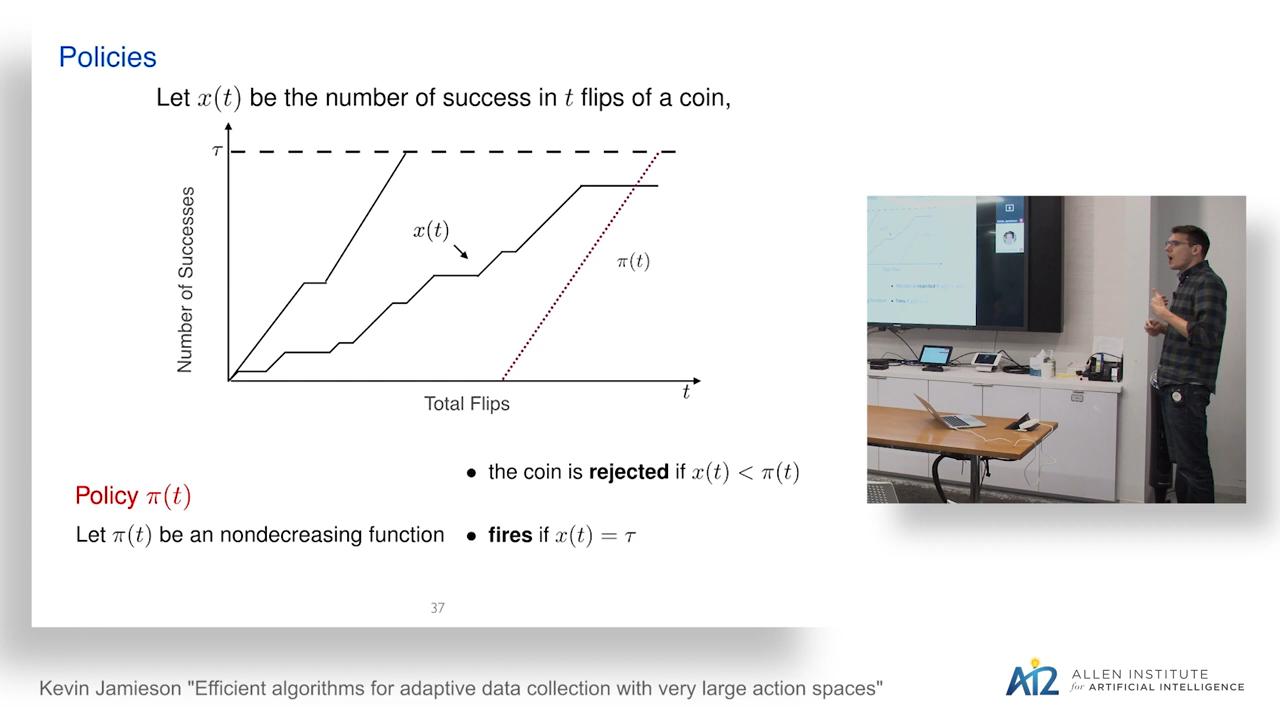 Policies
Let x(t) be the number of success in t flips of a coin,
τ
Number of Successes
x(t)
π(t)
t
Total Flips
Policy π(t)
Let π(t) be an nondecreasing function
● the coin is rejected if x(t) < π(t)
● fires if x(t) = τ
37
Kevin Jamieson "Efficient algorithms for adaptive data collection with very large action spaces"
AI2
ALLEN INSTITUTE
for ARTIFICIAL INTELLIGENCE